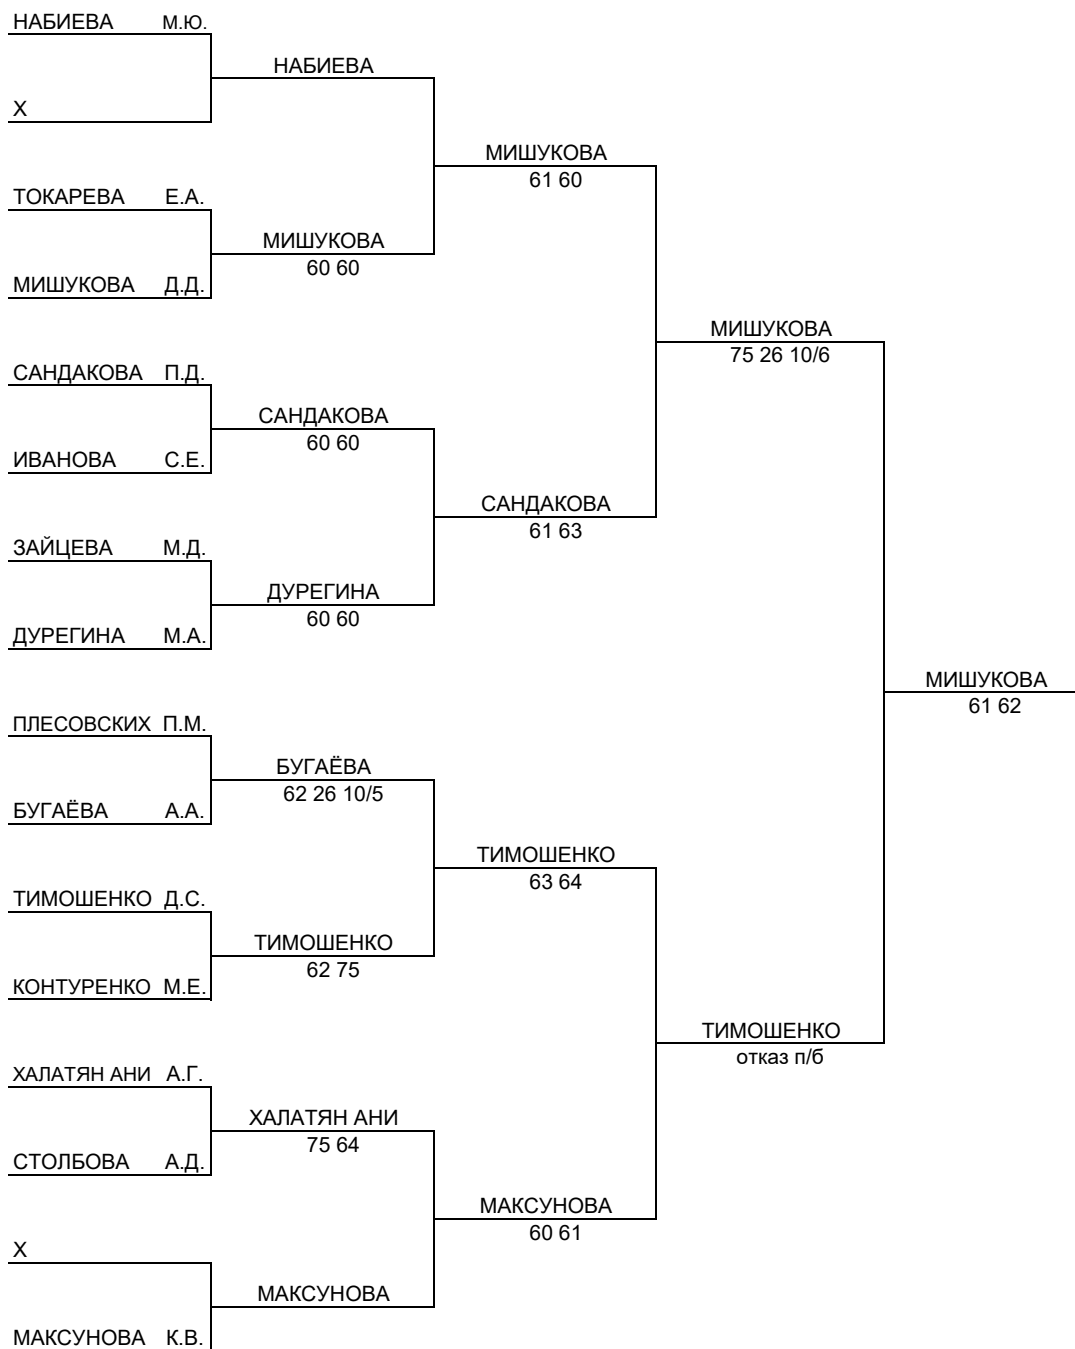 НАБИЕВА М.Ю.
НАБИЕВА
Х
МИШУКОВА
61 60
ТОКАРЕВА Е.А.
МИШУКОВА
60 60
МИШУКОВА Д.Д.
МИШУКОВА
75 26 10/6
САНДАКОВА П.Д.
САНДАКОВА
60 60
ИВАНОВА С.Е.
САНДАКОВА
61 63
ЗАЙЦЕВА М.Д.
ДУРЕГИНА
60 60
ДУРЕГИНА М.А.
МИШУКОВА
61 62
ПЛЕСОВСКИХ П.М.
БУГАЁВА
62 26 10/5
БУГАЁВА А.А.
ТИМОШЕНКО
63 64
ТИМОШЕНКО Д.С.
ТИМОШЕНКО
62 75
КОНТУРЕНКО М.Е.
ТИМОШЕНКО
отказ п/б
ХАЛАТЯН АНИ А.Г.
ХАЛАТЯН АНИ
75 64
СТОЛБОВА А.Д.
МАКСУНОВА
60 61
Х
МАКСУНОВА
МАКСУНОВА К.В.